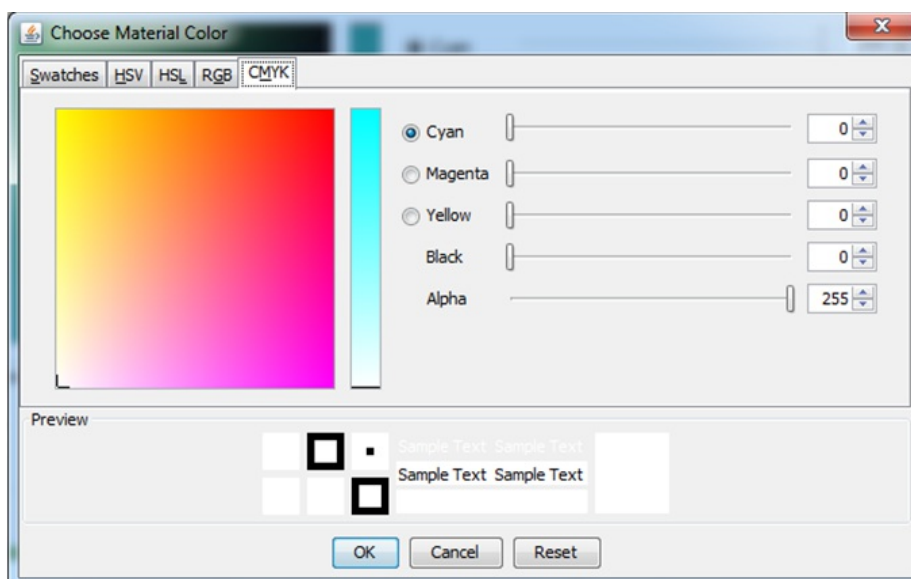 Choose Material Color
Cyan
Swatches HSV HSL RGB CMYK
Cyan 0
Magenta 0
Yellow 0
Black 0
Alpha 255
Preview
Sample Text Sample Text
Sample Text Sample Text
OK Cancel Reset